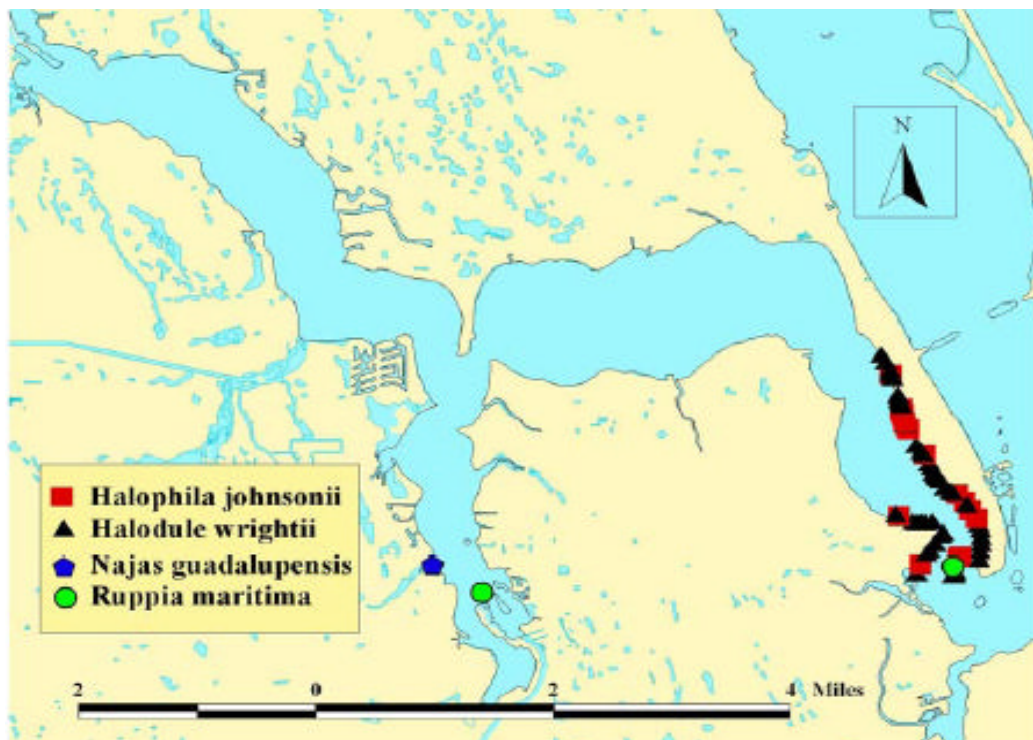 N
Halophila johnsonii
Halodule wrightii
Najas guadalupensis
Ruppia maritima
2 0 2 4 Miles